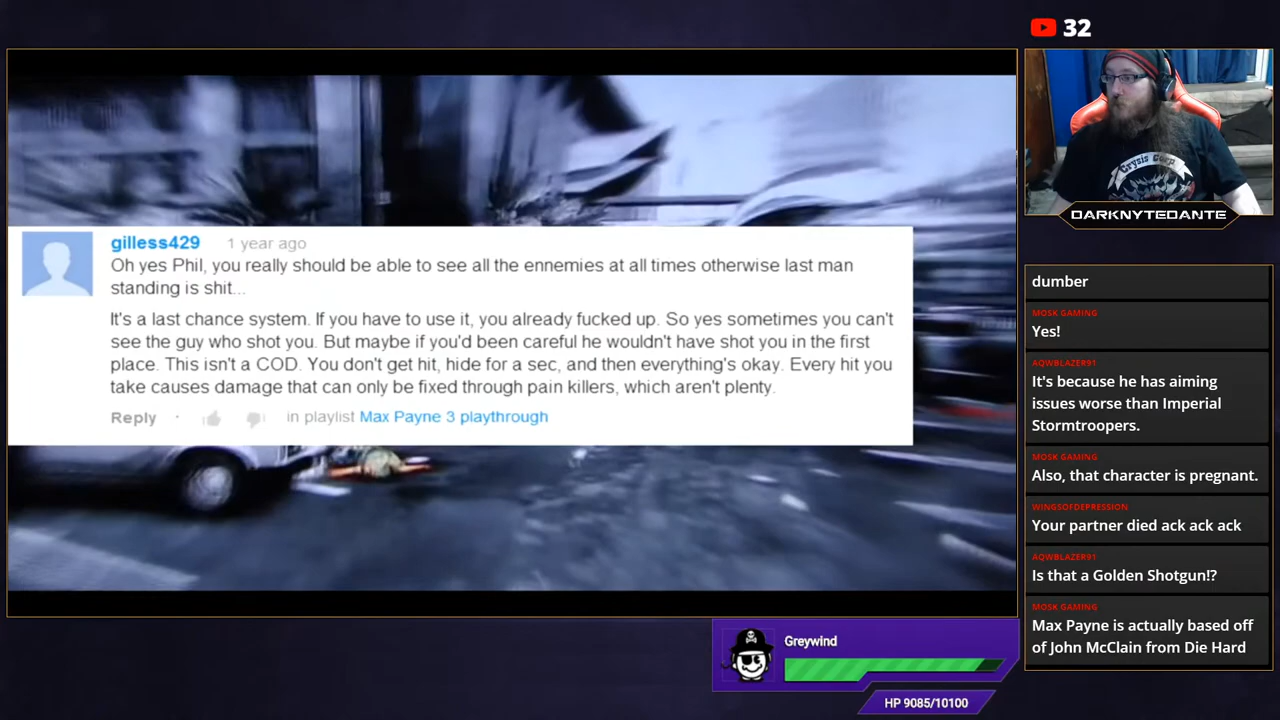 32
gilless429 1 year ago
Oh yes Phil, you really should be able to see all the ennemies at all times otherwise last man
standing is shit...
It's a last chance system. If you have to use it, you already fucked up. So yes sometimes you can't
see the guy who shot you. But maybe if you'd been careful he wouldn't have shot you in the first
place. This isn't a COD. You don't get hit, hide for a sec, and then everything's okay. Every hit you
take causes damage that can only be fixed through pain killers, which aren't plenty.
Reply · in playlist Max Payne 3 playthrough
Crysis Corp
DARKNYTEDANTE
dumber
MOSK GAMING
Yes!
AQWBLAZER91
It's because he has aiming
issues worse than Imperial
Stormtroopers.
MOSK GAMING
Also, that character is pregnant.
WINGSOFDEPRESSION
Your partner died ack ack ack
AQWBLAZER91
Is that a Golden Shotgun!?
MOSK GAMING
Max Payne is actually based off
of John McClain from Die Hard
Greywind
HP 9085/10100